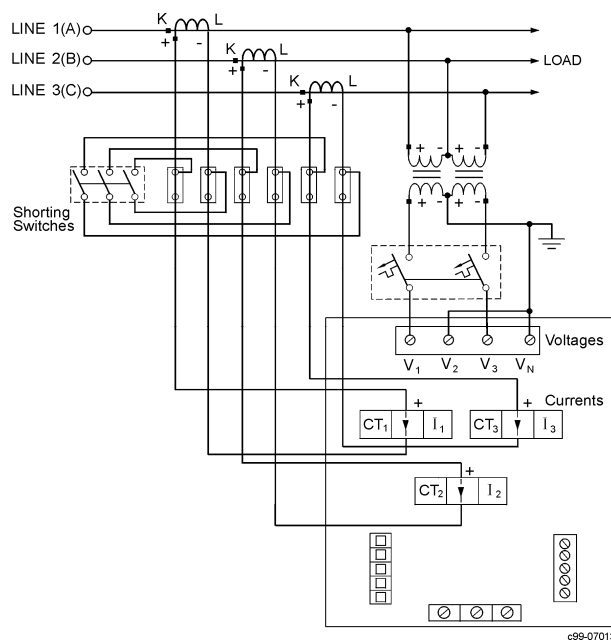 K L
LINE 1(A)
+ -
K L
LINE 2(B)
LOAD
+ -
K L
LINE 3(C)
+ -
+ - + -
+ - + -
Shorting
Switches
Voltages
V1 V2 V3 VN
+ + Currents
CT1 I1 CT3 I3
+
CT2 I2
c99-0701